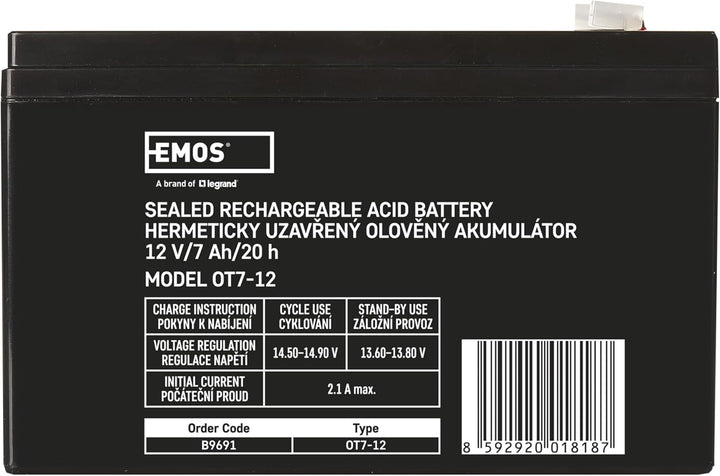 EMOS®
A brand of legrand
SEALED RECHARGEABLE ACID BATTERY
HERMETICKY UZAVŘENÝ OLOVĚNÝ AKUMULÁTOR
12 V/7 Ah/20 h
MODEL OT7-12
CHARGE INSTRUCTION CYCLE USE STAND-BY USE
POKYNY K NABÍJENÍ CYKLOVÁNÍ ZÁLOŽNÍ PROVOZ
VOLTAGE REGULATION
REGULACE NAPĚTÍ 14.50–14.90 V 13.60–13.80 V
INITIAL CURRENT
POČÁTEČNÍ PROUD 2.1 A max.
Order Code Type
B9691 OT7-12
8 592920 018187